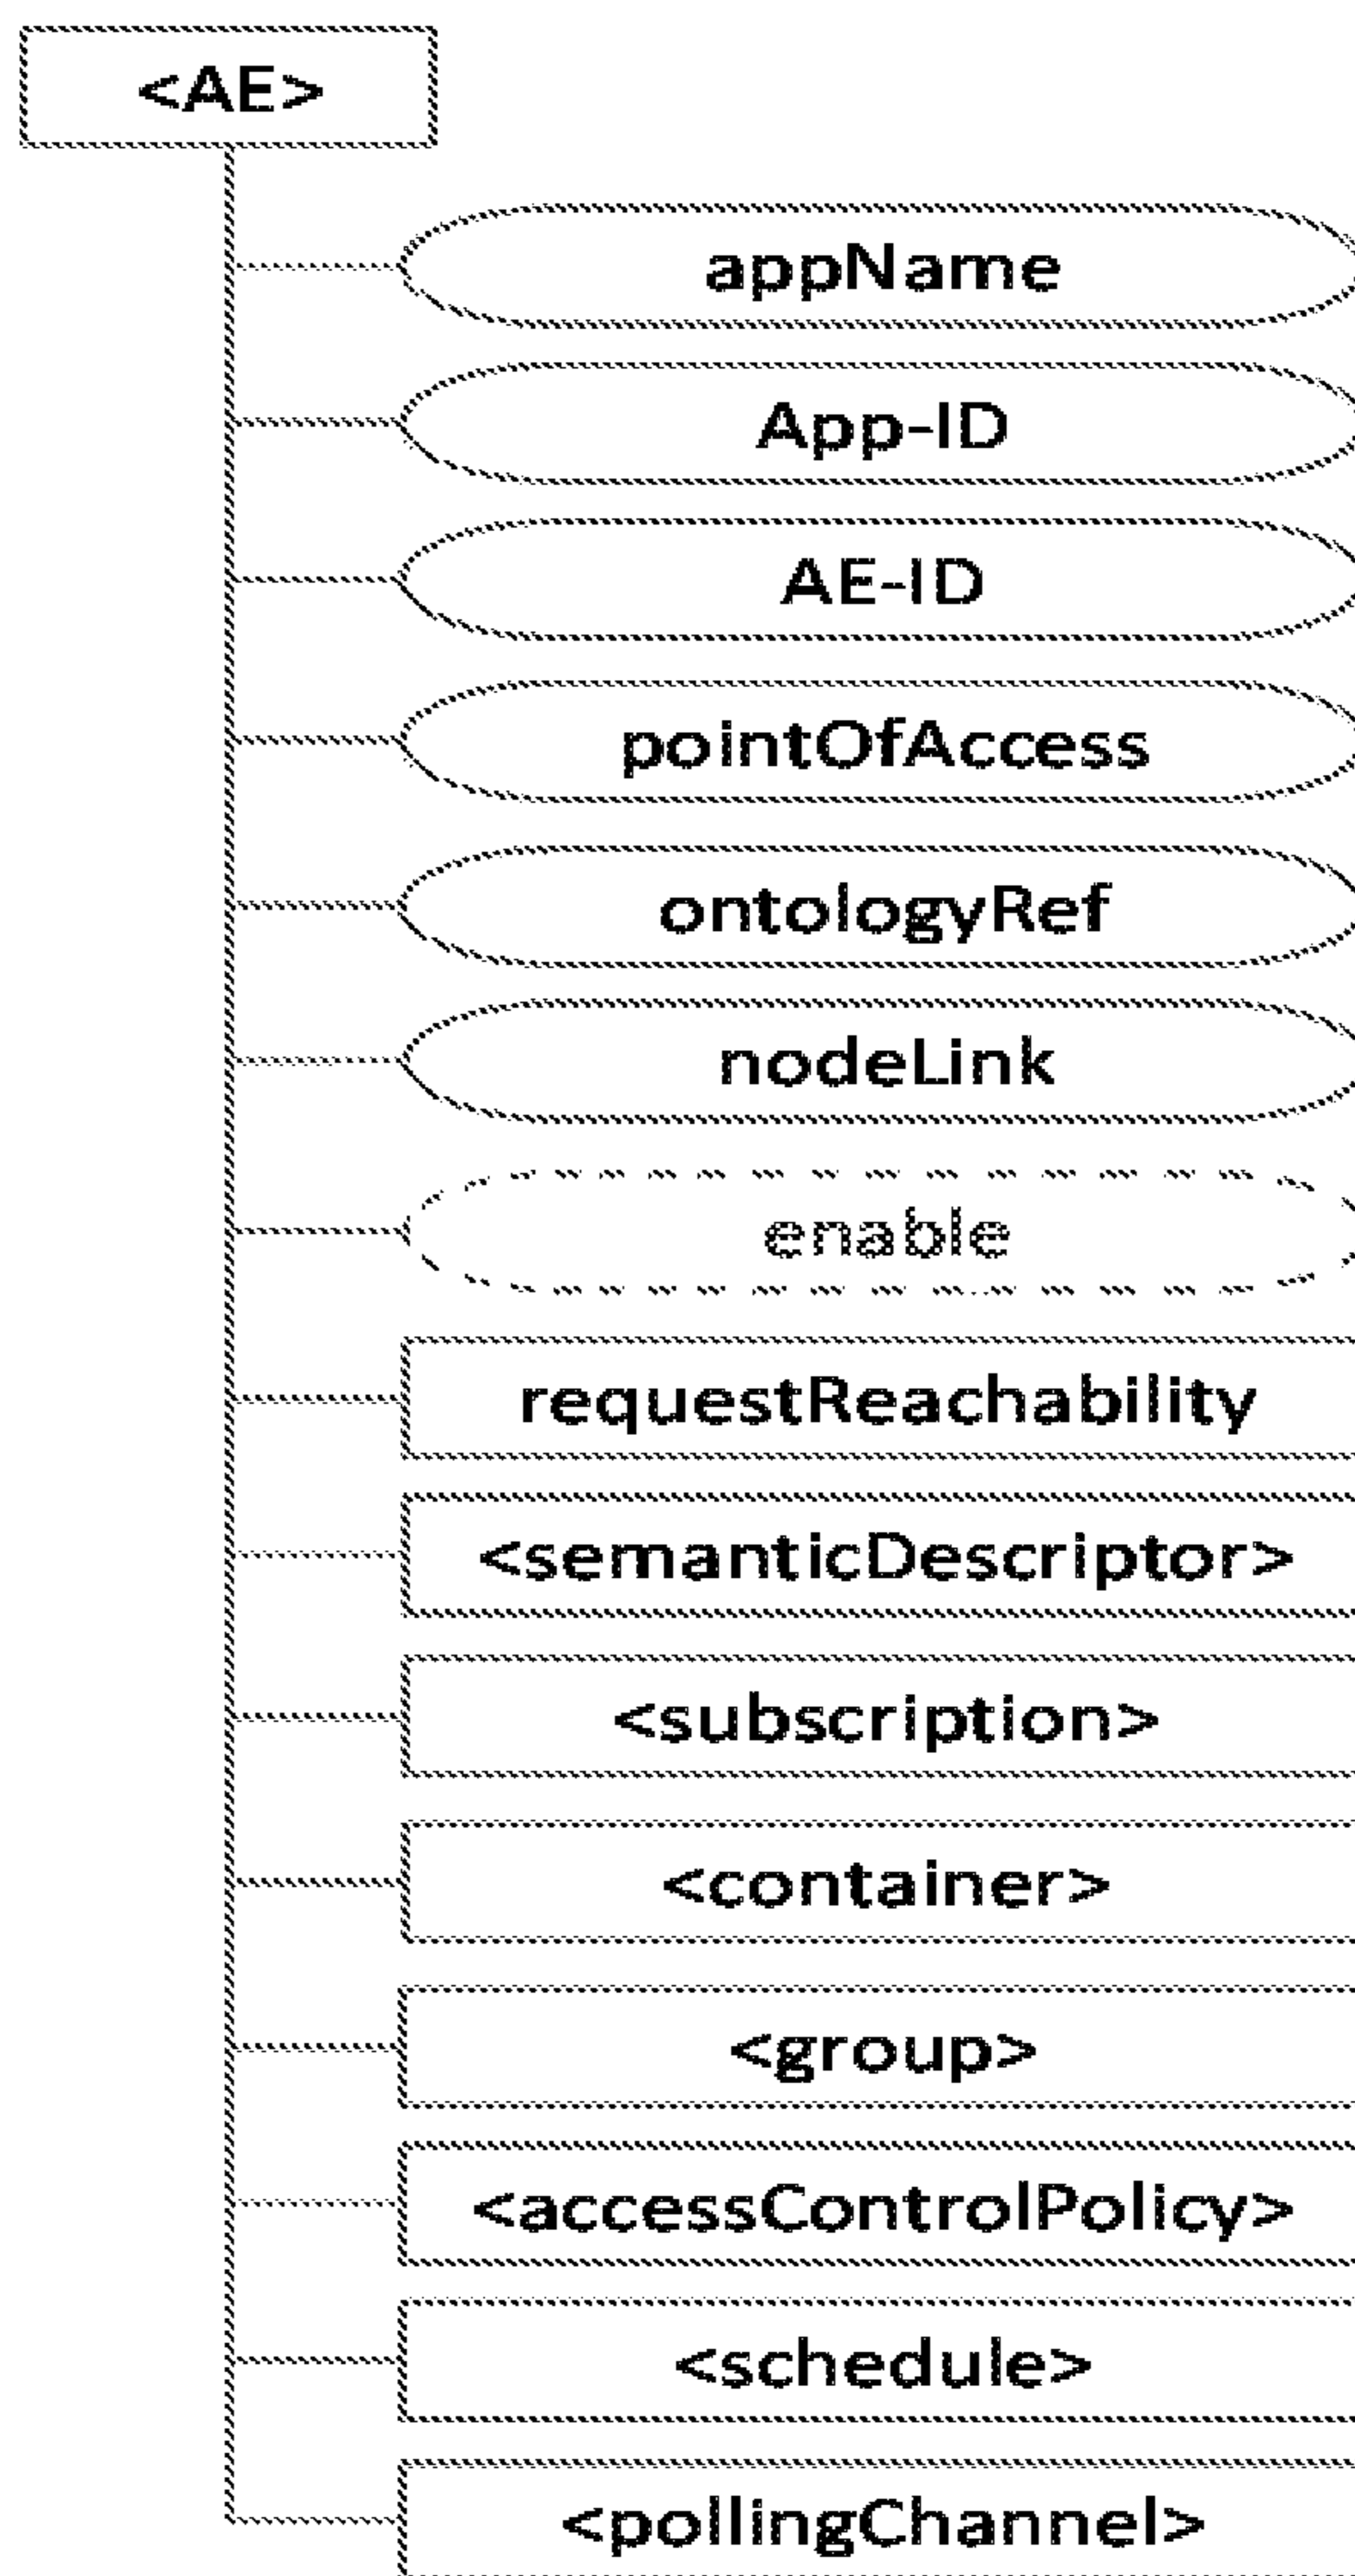 <AE>
appName
App-ID
AE-ID
pointOfAccess
ontologyRef
nodeLink
enable
requestReachability
<semanticDescriptor>
<subscription>
<container>
<group>
<accessControlPolicy>
<schedule>
<pollingChannel>